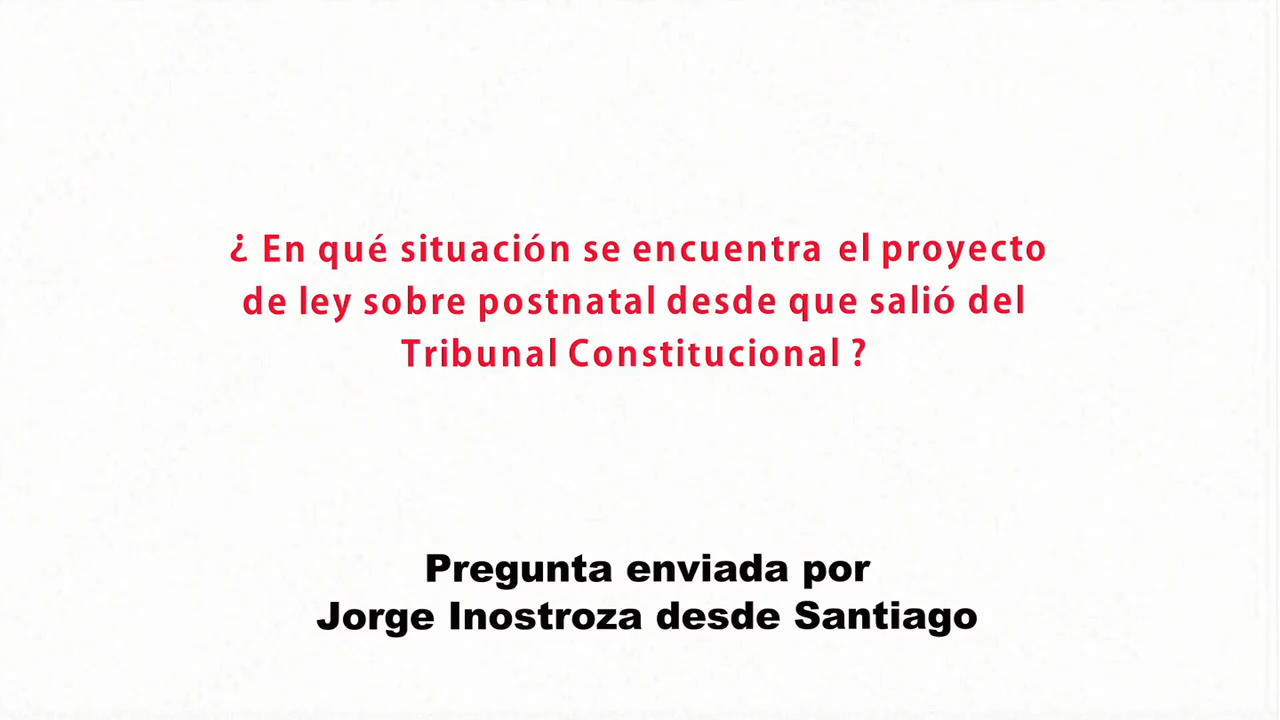 ¿ En qué situación se encuentra el proyecto
de ley sobre postnatal desde que salió del
Tribunal Constitucional ?
Pregunta enviada por
Jorge Inostroza desde Santiago